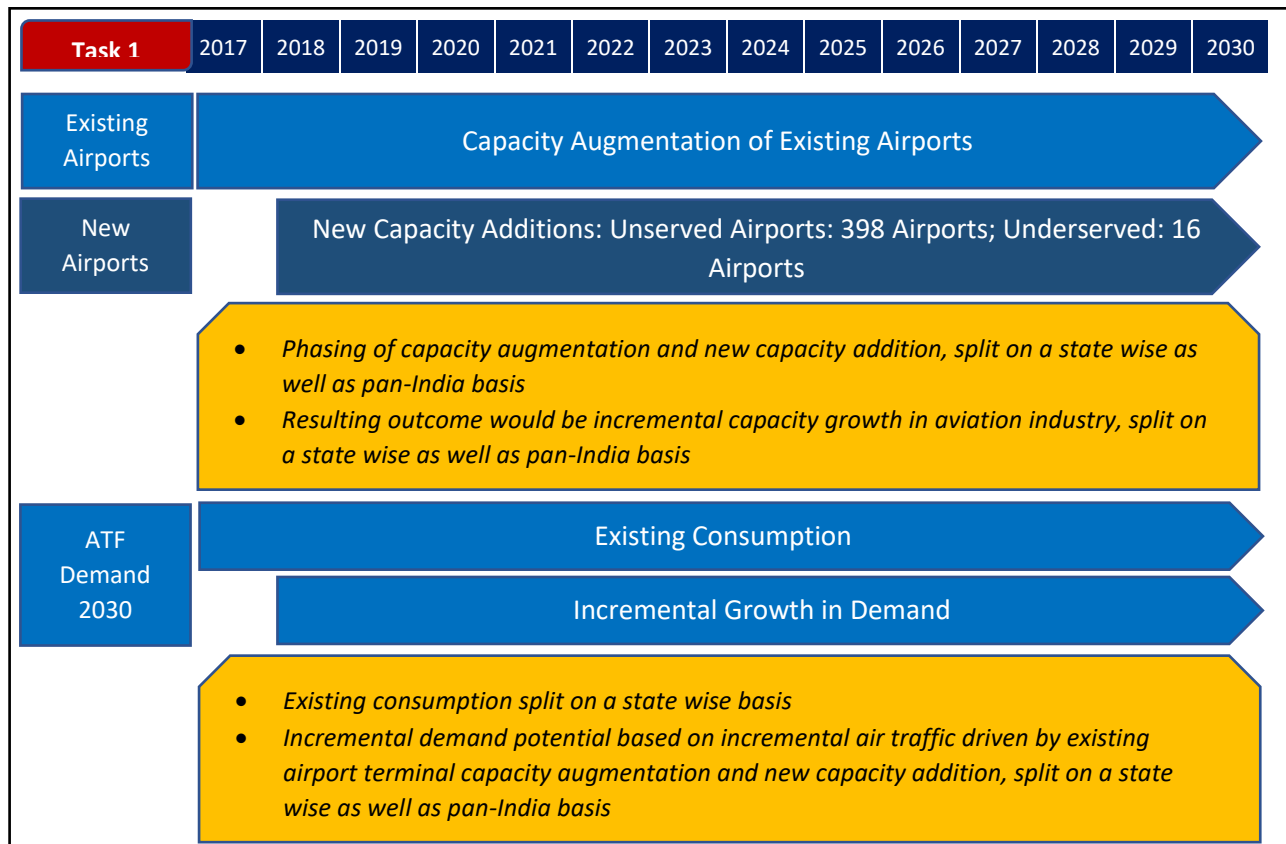 Task 1 2017 2018 2019 2020 2021 2022 2023 2024 2025 2026 2027 2028 2029 2030
Existing
Airports
Capacity Augmentation of Existing Airports
New
Airports
New Capacity Additions: Unserved Airports: 398 Airports; Underserved: 16
Airports
• Phasing of capacity augmentation and new capacity addition, split on a state wise as
well as pan-India basis
• Resulting outcome would be incremental capacity growth in aviation industry, split on
a state wise as well as pan-India basis
ATF
Demand
2030
Existing Consumption
Incremental Growth in Demand
• Existing consumption split on a state wise basis
• Incremental demand potential based on incremental air traffic driven by existing
airport terminal capacity augmentation and new capacity addition, split on a state
wise as well as pan-India basis